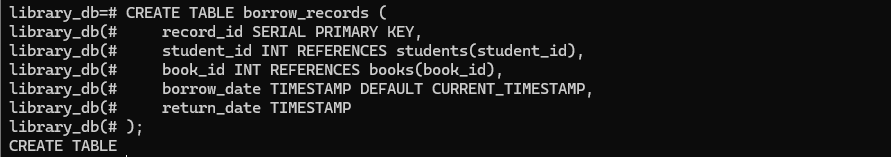 library_db=# CREATE TABLE borrow_records (
library_db(#     record_id SERIAL PRIMARY KEY,
library_db(#     student_id INT REFERENCES students(student_id),
library_db(#     book_id INT REFERENCES books(book_id),
library_db(#     borrow_date TIMESTAMP DEFAULT CURRENT_TIMESTAMP,
library_db(#     return_date TIMESTAMP
library_db(# );
CREATE TABLE